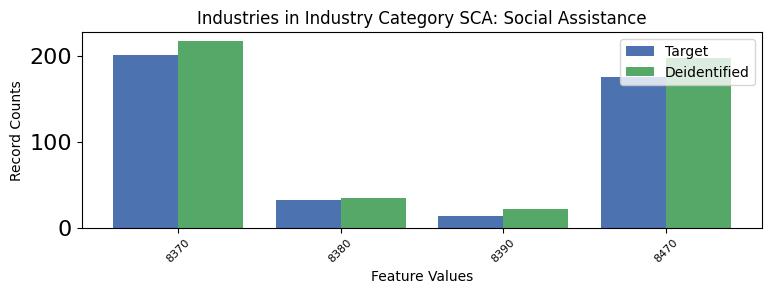 Industries in Industry Category SCA: Social Assistance
Target
Deidentified
Record Counts
200
100
0
8370
8380
8390
8470
Feature Values